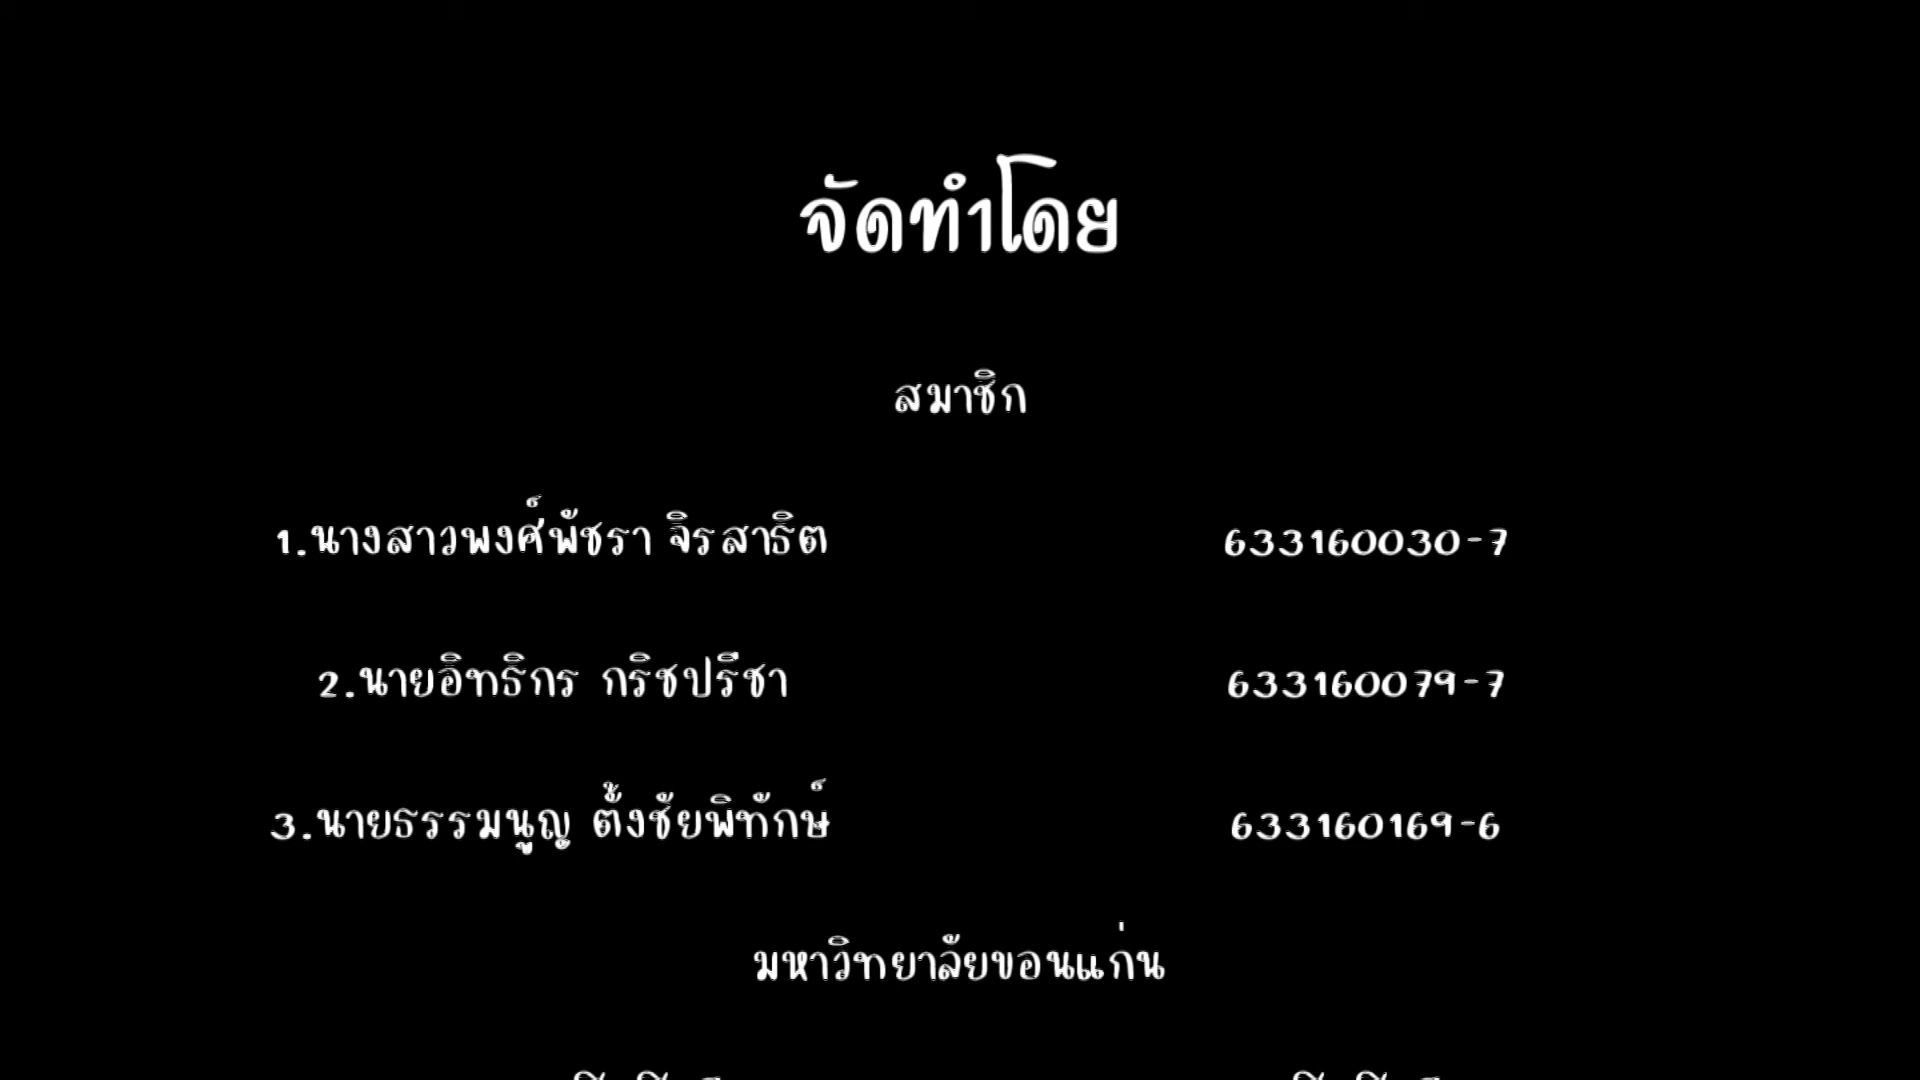 จัดทำโดย
สมาชิก
1.นางสาวพงศ์พัชรา จิรสาธิต 633160030-7
2.นายอิทธิกร กริชปรีชา 633160079-7
3.นายธรรมนูญ ตั้งชัยพิทักษ์ 633160169-6
มหาวิทยาลัยขอนแก่น